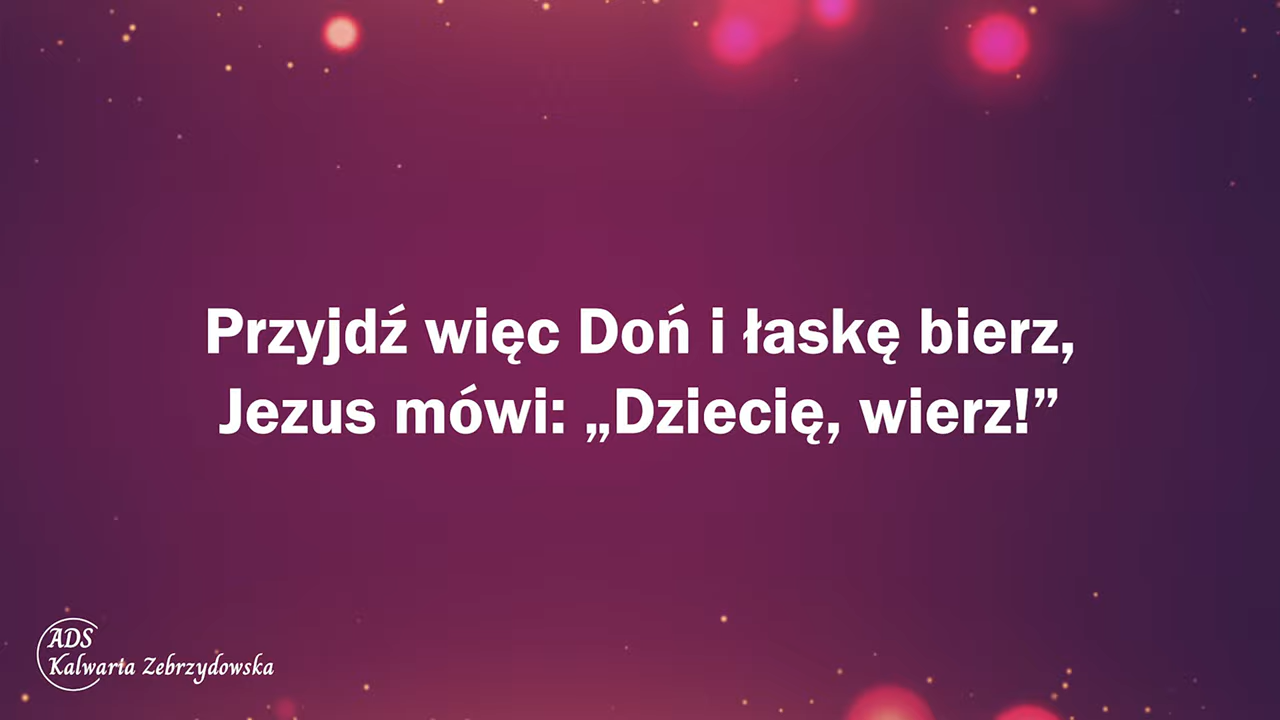 Przyjdź więc Doń i łaskę bierz,
Jezus mówi: „Dziecię, wierz!”
ADS
Kalwaria Zebrzydowska